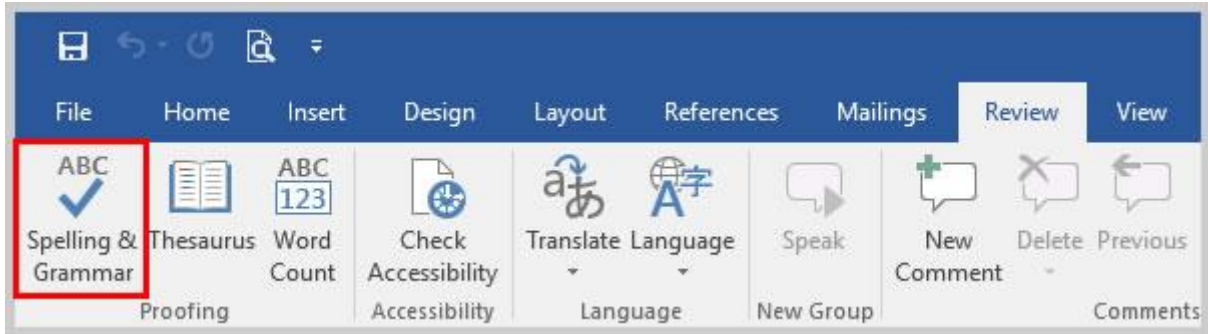 File Home Insert Design Layout References Mailings Review View
ABC ABC
123
Spelling & Thesaurus Word Check Translate Language Speak New Delete Previous
Grammar Count Accessibility Comment
Proofing Accessibility Language New Group Comments